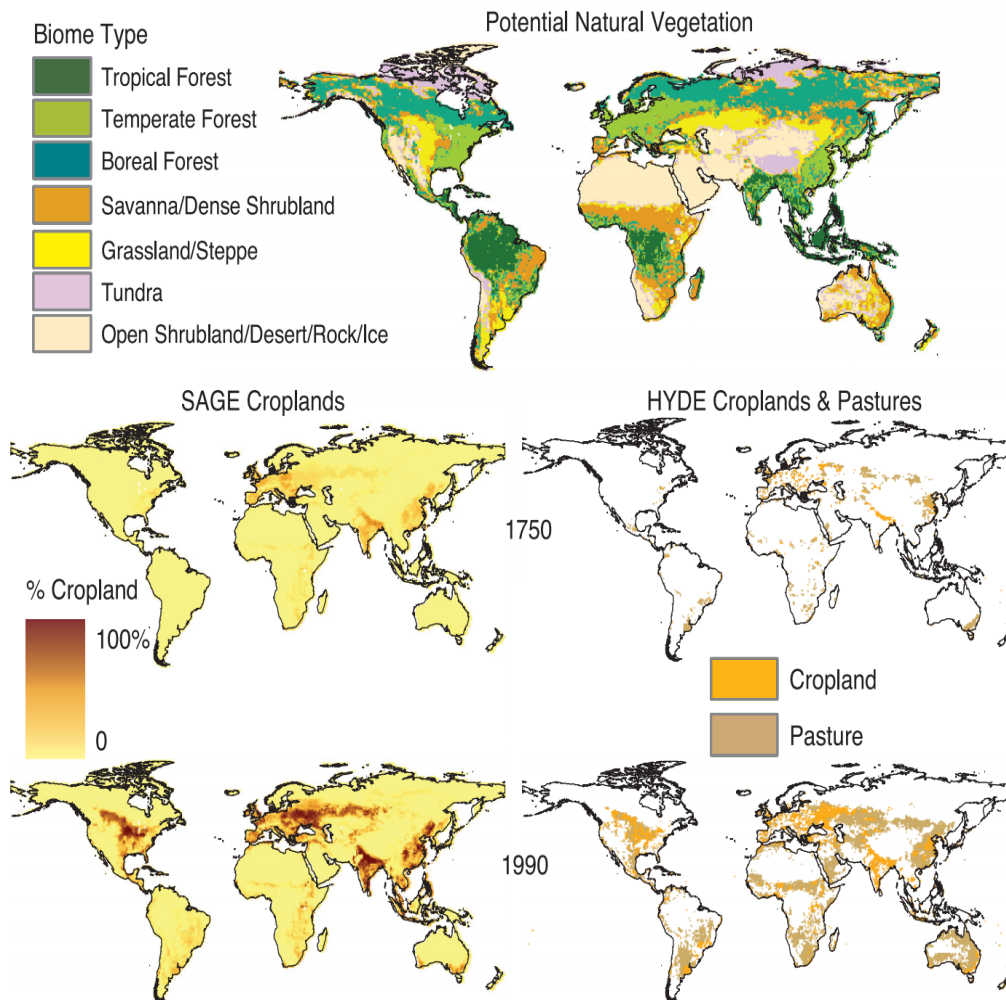 Potential Natural Vegetation
Biome Type
Tropical Forest
Temperate Forest
Boreal Forest
Savanna/Dense Shrubland
Grassland/Steppe
Tundra
Open Shrubland/Desert/Rock/Ice
SAGE Croplands
HYDE Croplands & Pastures
1750
% Cropland
100%
0
Cropland
Pasture
1990